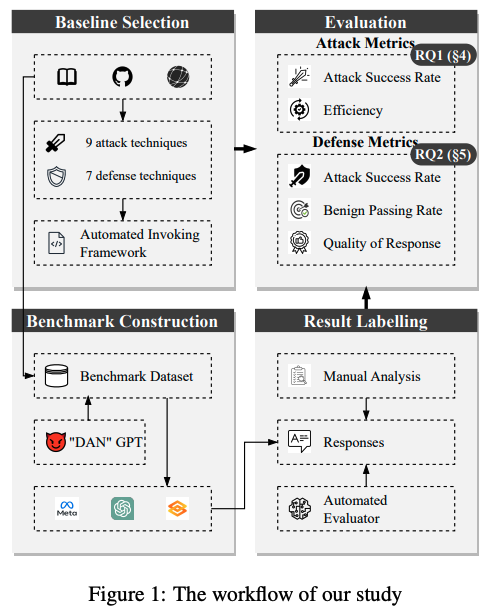 Baseline Selection
9 attack techniques
7 defense techniques
Automated Invoking
Framework
Evaluation
Attack Metrics
RQ1 (§4)
Attack Success Rate
Efficiency
Defense Metrics
RQ2 (§5)
Attack Success Rate
Benign Passing Rate
Quality of Response
Benchmark Construction
Benchmark Dataset
"DAN" GPT
Meta
Result Labelling
Manual Analysis
Responses
Automated
Evaluator
Figure 1: The workflow of our study